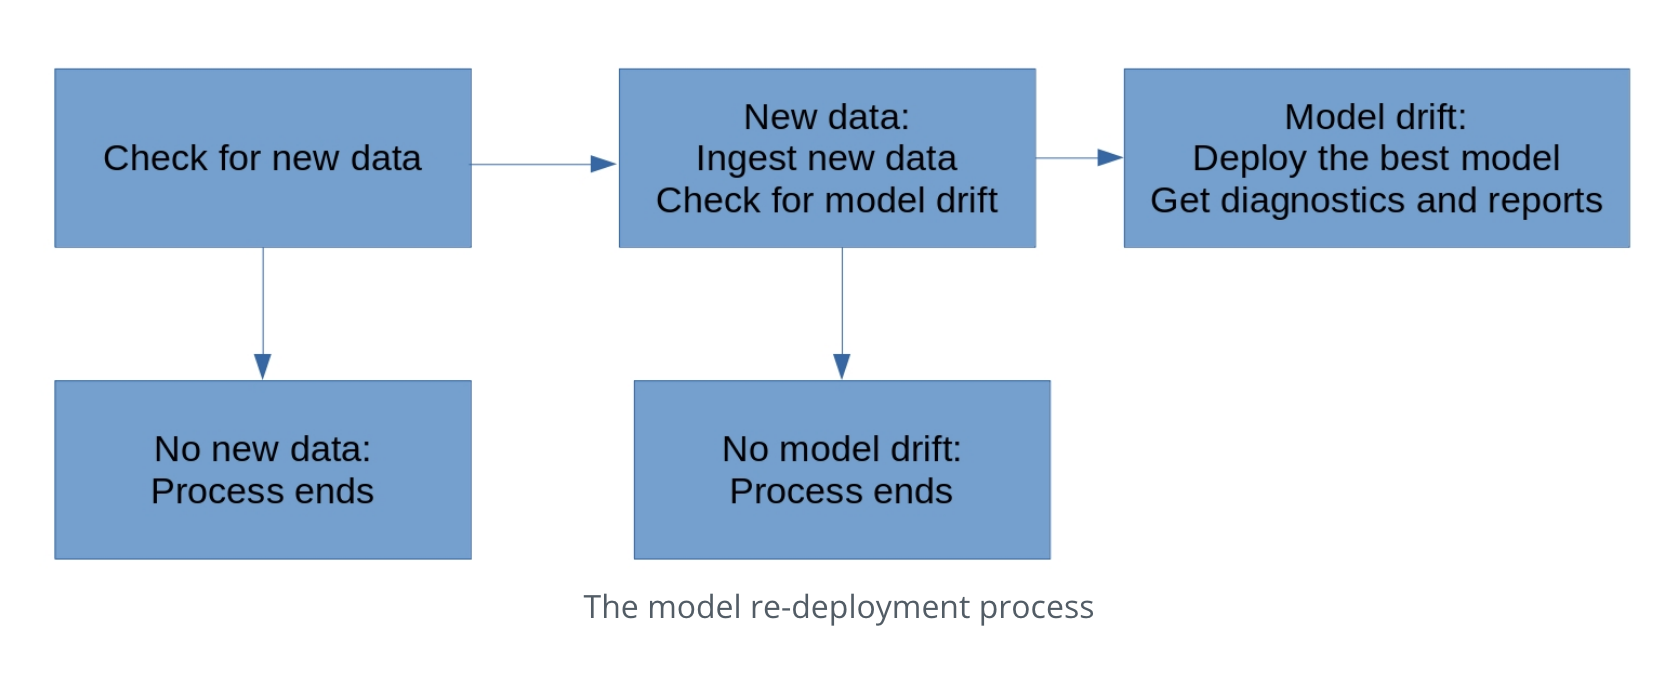 Check for new data
New data:
Ingest new data
Check for model drift
Model drift:
Deploy the best model
Get diagnostics and reports
No new data:
Process ends
No model drift:
Process ends
The model re-deployment process